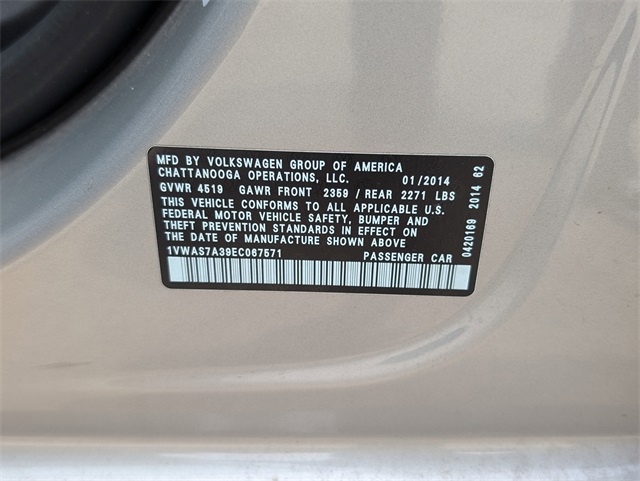 MFD BY VOLKSWAGEN GROUP OF AMERICA
CHATTANOOGA OPERATIONS, LLC. 01/2014
GVWR 4519 GAWR FRONT 2359 / REAR 2271 LBS
THIS VEHICLE CONFORMS TO ALL APPLICABLE U.S.
FEDERAL MOTOR VEHICLE SAFETY, BUMPER AND
THEFT PREVENTION STANDARDS IN EFFECT ON
DATE OF MANUFACTURE SHOWN ABOVE
1VWAS7A39EC067571 PASSENGER CAR
0420169 2014 62